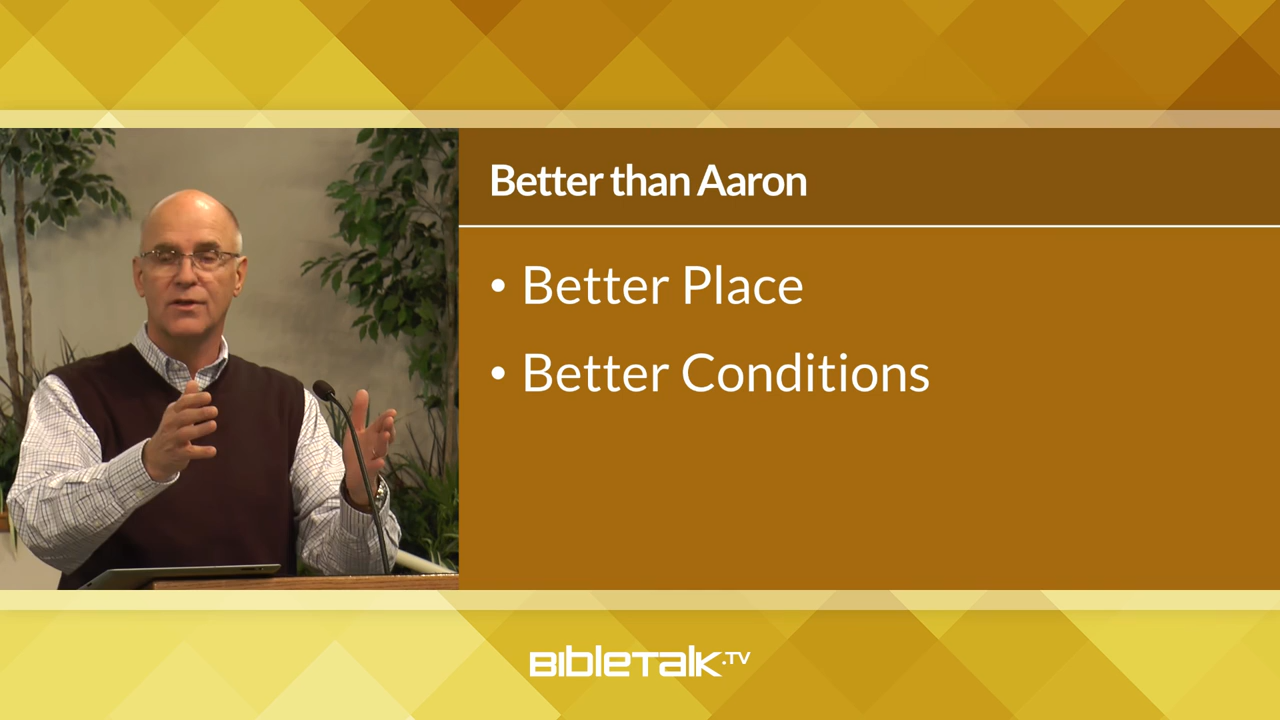 Better than Aaron
• Better Place
• Better Conditions
BIBLETALK.TV